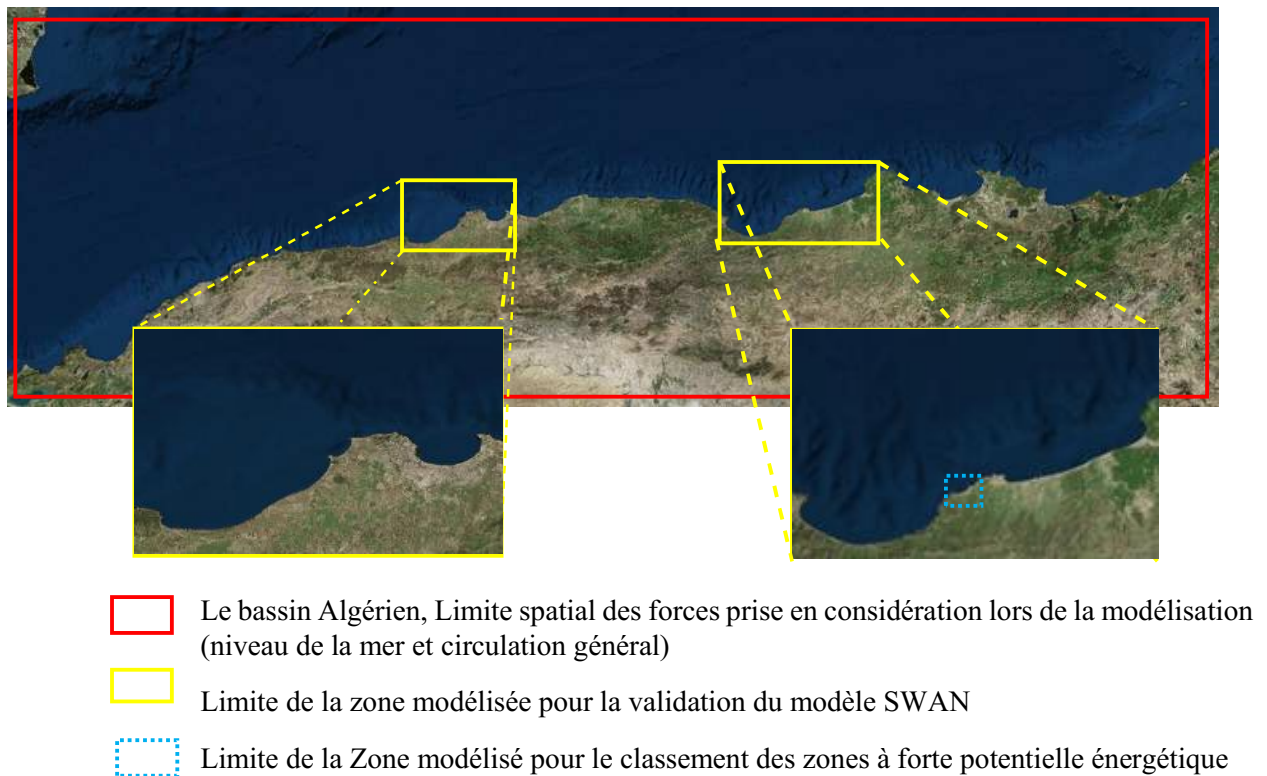 Le bassin Algérien, Limite spatial des forces prise en considération lors de la modélisation
(niveau de la mer et circulation général)
Limite de la zone modélisée pour la validation du modèle SWAN
Limite de la Zone modélisé pour le classement des zones à forte potentielle énergétique